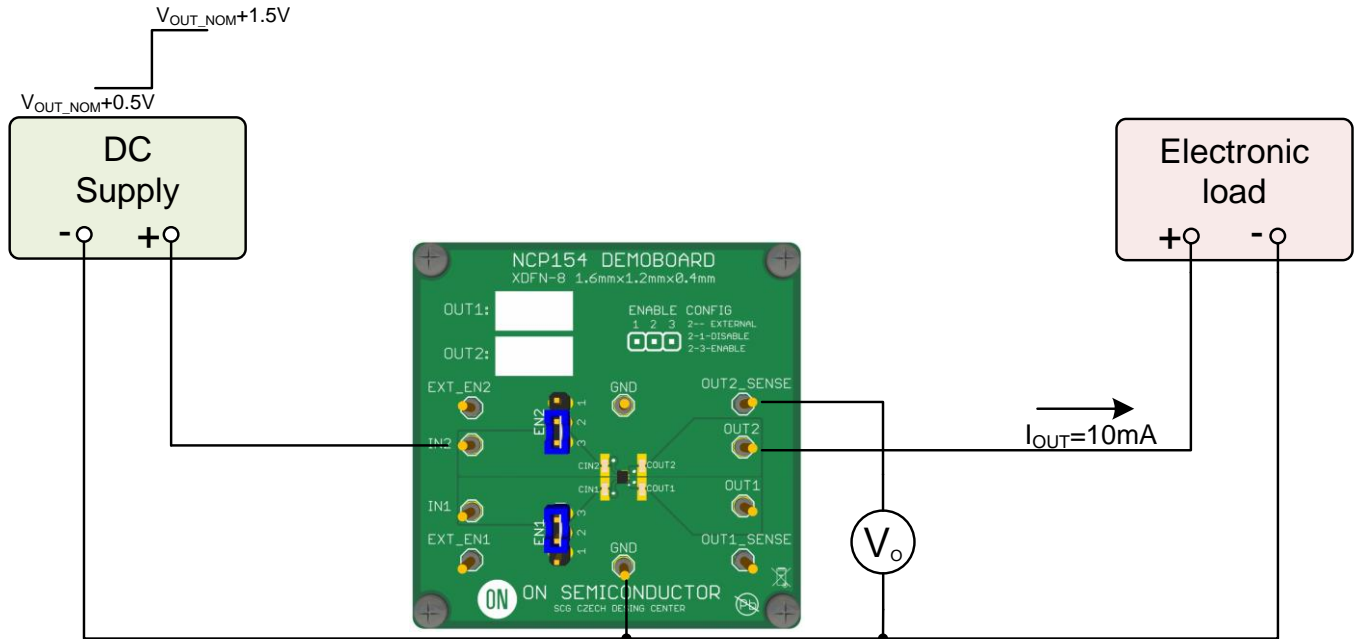 V_OUT_NOM+1.5V
V_OUT_NOM+0.5V
DC
Supply
- +
Electronic
load
+ -
NCP154 DEMOBOARD
XDFN-8 1.6mm×1.2mm×0.4mm
OUT1:
OUT2:
ENABLE CONFIG
1 2 3
2-- EXTERNAL
2-1-DISABLE
2-3-ENABLE
EXT_EN2
GND
OUT2_SENSE
EN2
1
2
3
IN2
OUT2
I_OUT=10mA
CIN2
COUT2
CIN1
COUT1
IN1
OUT1
EN1
3
2
1
EXT_EN1
GND
OUT1_SENSE
V_o
ON
ON SEMICONDUCTOR
SCG CZECH DESING CENTER
Pb